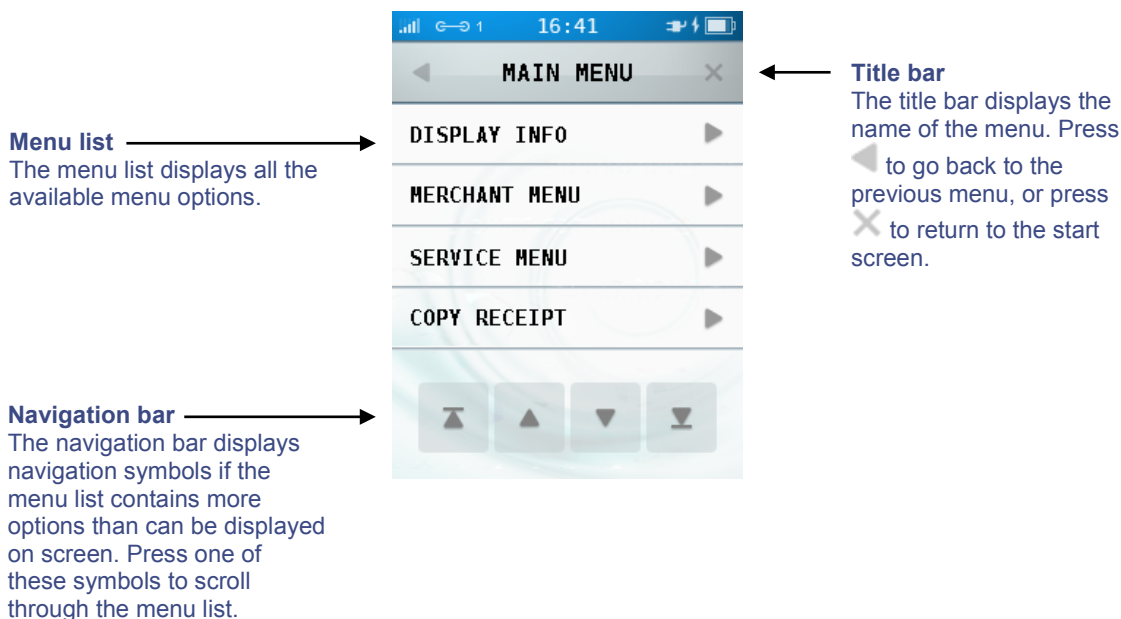 1 16:41
MAIN MENU
Title bar
The title bar displays the
name of the menu. Press
to go back to the
previous menu, or press
to return to the start
screen.
Menu list
The menu list displays all the
available menu options.
DISPLAY INFO
MERCHANT MENU
SERVICE MENU
COPY RECEIPT
Navigation bar
The navigation bar displays
navigation symbols if the
menu list contains more
options than can be displayed
on screen. Press one of
these symbols to scroll
through the menu list.